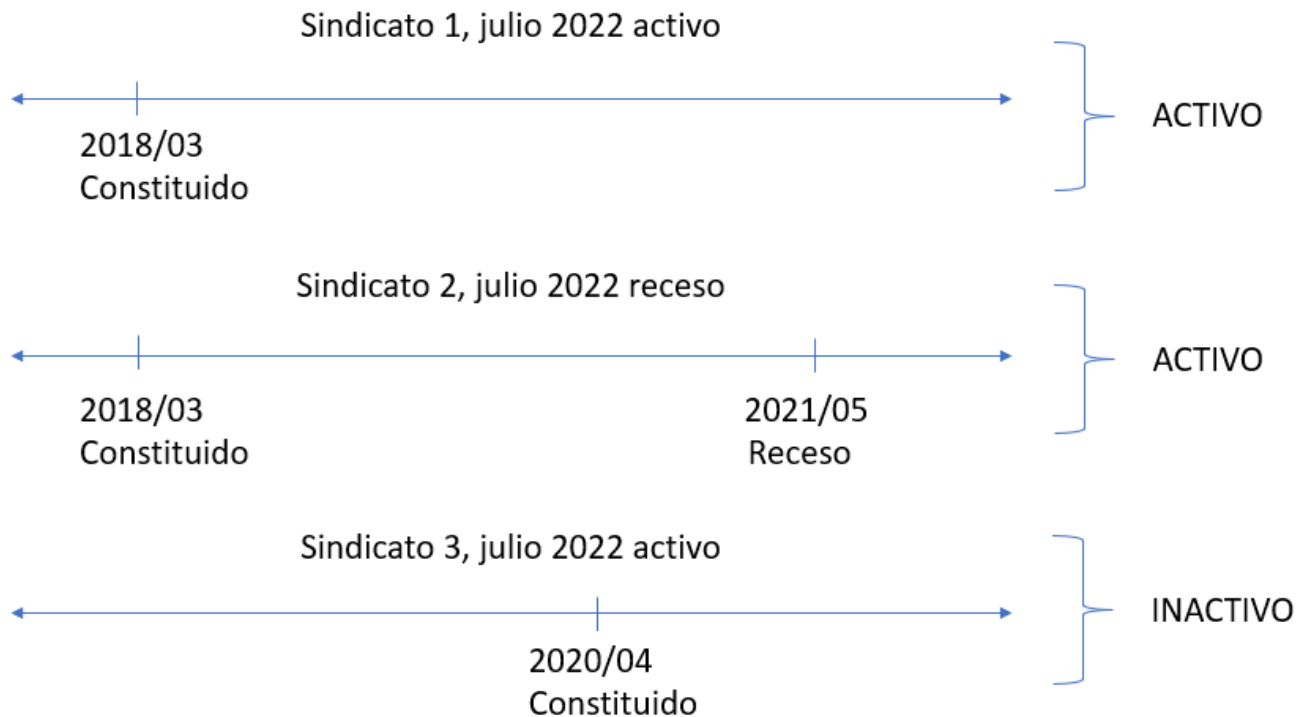 Sindicato 1, julio 2022 activo
ACTIVO
2018/03
Constituido
Sindicato 2, julio 2022 receso
ACTIVO
2018/03
Constituido
2021/05
Receso
Sindicato 3, julio 2022 activo
INACTIVO
2020/04
Constituido